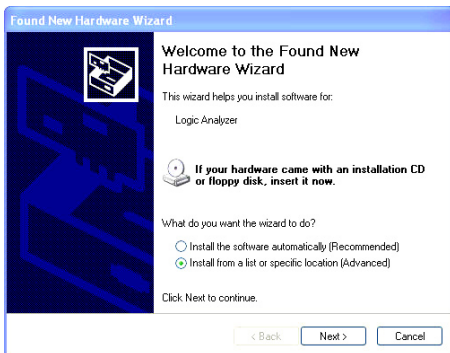 Found New Hardware Wizard
Welcome to the Found New
Hardware Wizard
This wizard helps you install software for:
Logic Analyzer
If your hardware came with an installation CD
or floppy disk, insert it now.
What do you want the wizard to do?
Install the software automatically (Recommended)
Install from a list or specific location (Advanced)
Click Next to continue.
< Back
Next >
Cancel